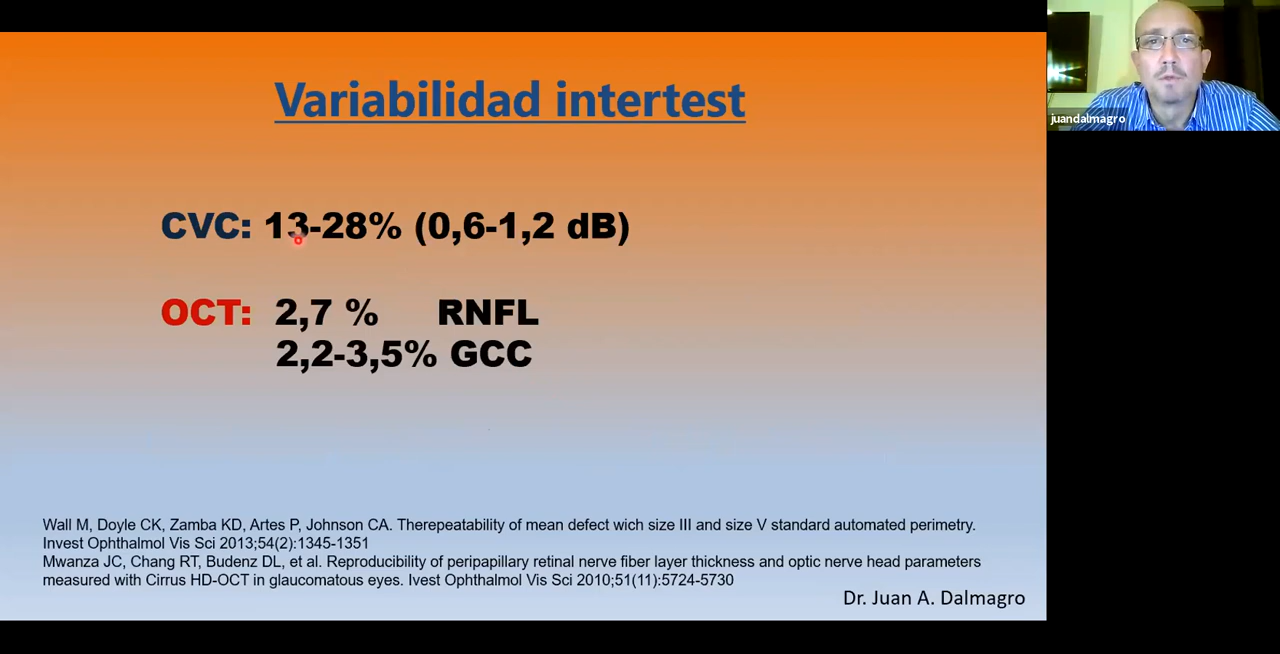 Variabilidad intertest
juandalmagro
CVC: 13-28% (0,6-1,2 dB)
OCT: 2,7 % RNFL
2,2-3,5% GCC
Wall M, Doyle CK, Zamba KD, Artes P, Johnson CA. Therepeatability of mean defect wich size III and size V standard automated perimetry.
Invest Ophthalmol Vis Sci 2013;54(2):1345-1351
Mwanza JC, Chang RT, Budenz DL, et al. Reproducibility of peripapillary retinal nerve fiber layer thickness and optic nerve head parameters
measured with Cirrus HD-OCT in glaucomatous eyes. Ivest Ophthalmol Vis Sci 2010;51(11):5724-5730
Dr. Juan A. Dalmagro